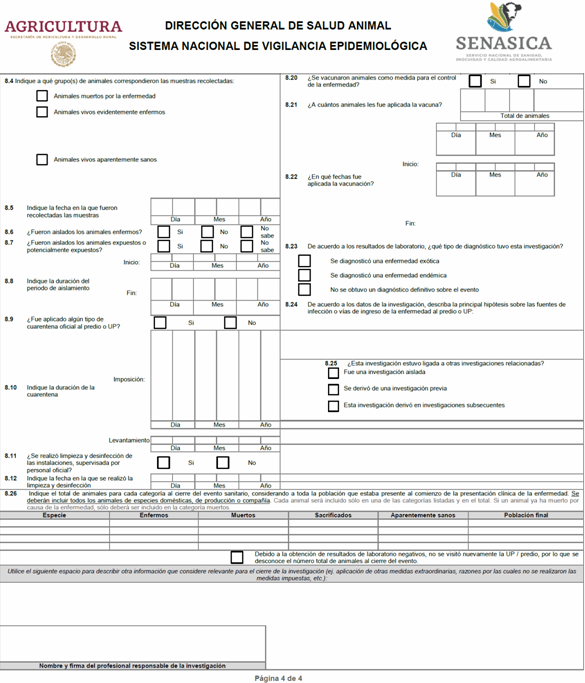 AGRICULTURA
SECRETARÍA DE AGRICULTURA Y DESARROLLO RURAL
DIRECCIÓN GENERAL DE SALUD ANIMAL
SISTEMA NACIONAL DE VIGILANCIA EPIDEMIOLÓGICA
SENASICA
SERVICIO NACIONAL DE SANIDAD,
INOCUIDAD Y CALIDAD AGROALIMENTARIA
8.4 Indique a qué grupo(s) de animales correspondieron las muestras recolectadas:
Animales muertos por la enfermedad
Animales vivos evidentemente enfermos
Animales vivos aparentemente sanos
8.5 Indique la fecha en la que fueron
recolectadas las muestras
Día Mes Año
8.6 ¿Fueron aislados los animales enfermos? Si No No
sabe
8.7 ¿Fueron aislados los animales expuestos o
potencialmente expuestos? Si No No
sabe
Inicio:
Día Mes Año
8.8 Indique la duración del
periodo de aislamiento
Fin:
Día Mes Año
8.9 ¿Fue aplicado algún tipo de
cuarentena oficial al predio o UP? Si No
Imposición:
8.10 Indique la duración de la
cuarentena
Día Mes Año
Levantamiento:
Día Mes Año
8.11 ¿Se realizó limpieza y desinfección de
las instalaciones, supervisada por
personal oficial? Si No
8.12 Indique la fecha en la que se realizó la
limpieza y desinfección
Día Mes Año
8.20 ¿Se vacunaron animales como medida para el control
de la enfermedad? Si No
8.21 ¿A cuántos animales les fue aplicada la vacuna?
Total de animales
Día Mes Año
Inicio:
8.22 ¿En qué fechas fue
aplicada la vacunación?
Día Mes Año
Fin:
8.23 De acuerdo a los resultados de laboratorio, ¿qué tipo de diagnóstico tuvo esta investigación?
Se diagnosticó una enfermedad exótica
Se diagnosticó una enfermedad endémica
No se obtuvo un diagnóstico definitivo sobre el evento
8.24 De acuerdo a los datos de la investigación, describa la principal hipótesis sobre las fuentes de
infección o vías de ingreso de la enfermedad al predio o UP:
8.25 ¿Esta investigación estuvo ligada a otras investigaciones relacionadas?
Fue una investigación aislada
Se derivó de una investigación previa
Esta investigación derivó en investigaciones subsecuentes
8.26 Indique el total de animales para cada categoría al cierre del evento sanitario, considerando a toda la población que estaba presente al comienzo de la presentación clínica de la enfermedad. Se
deberán incluir todos los animales de especies domésticas, de producción o compañía. Cada animal será incluido sólo en una de las categorías listadas y en el total. Si un animal ya ha muerto por
causa de la enfermedad, sólo deberá ser incluido en la categoría muertos.
Especie Enfermos Muertos Sacrificados Aparentemente sanos Población final
Debido a la obtención de resultados de laboratorio negativos, no se visitó nuevamente la UP / predio, por lo que se
desconoce el número total de animales al cierre del evento.
Utilice el siguiente espacio para describir otra información que considere relevante para el cierre de la investigación (ej. aplicación de otras medidas extraordinarias, razones por las cuales no se realizaron las
medidas impuestas, etc.):
Nombre y firma del profesional responsable de la investigación
Página 4 de 4